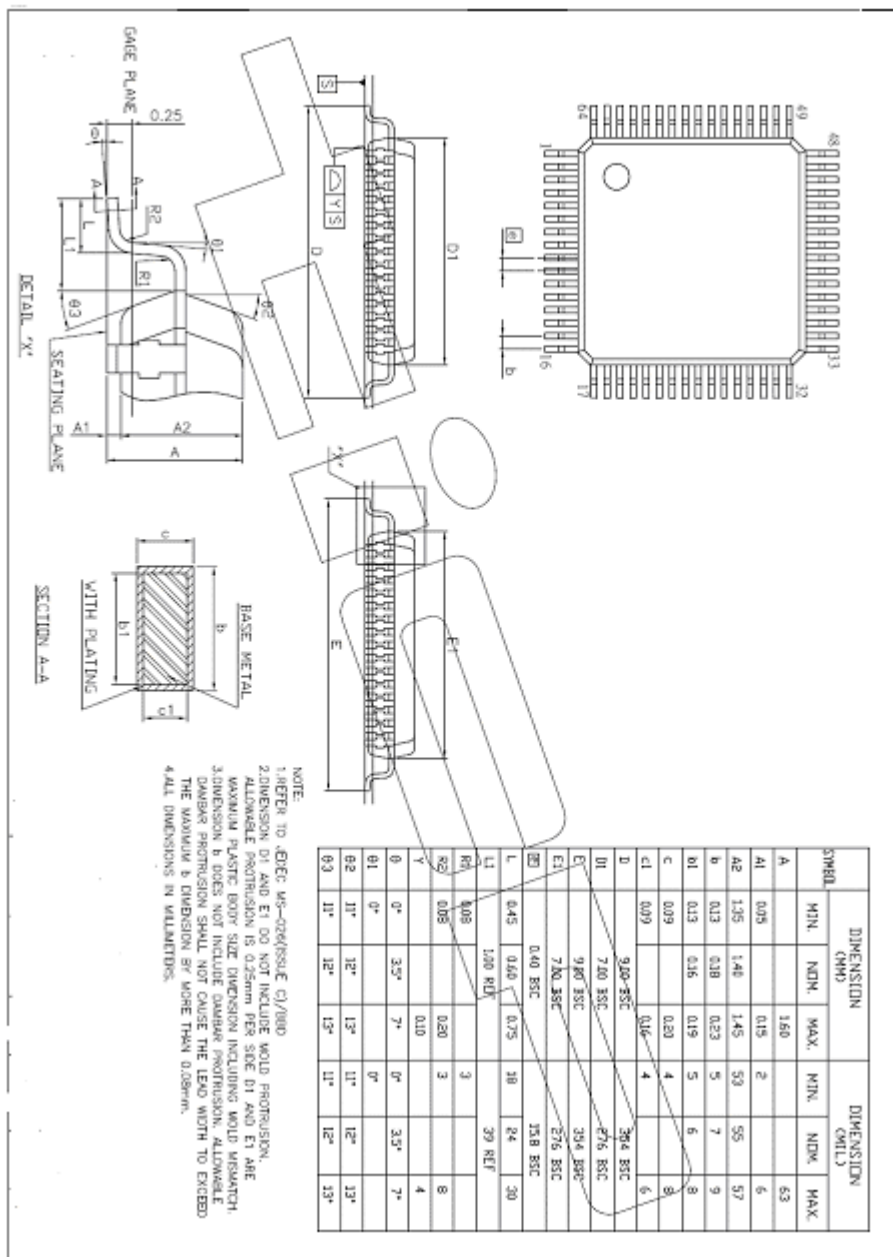 64
49
1
48
16
33
17
32
e
b
S
D1
D
Y S
GAGE PLANE
0.25
θ
A
A
R2
L
L1
R1
θ1
θ2
θ3
SEATING PLANE
A1
A2
A
DETAIL "X"
"X"
E1
E
b
BASE METAL
c
c1
b1
WITH PLATING
SECTION A-A
SYMBOL DIMENSION (MM) DIMENSION (MIL)
MIN. NOM. MAX. MIN. NOM. MAX.
A 1.60 63
A1 0.05 0.15 2 6
A2 1.35 1.40 1.45 53 55 57
b 0.13 0.18 0.23 5 7 9
b1 0.13 0.16 0.19 5 6 8
c 0.09 0.20 4 8
c1 0.09 0.16 4 6
D 9.00 BSC 354 BSC
D1 7.00 BSC 276 BSC
E 9.00 BSC 354 BSC
E1 7.00 BSC 276 BSC
e 0.40 BSC 15.8 BSC
L 0.45 0.60 0.75 18 24 30
L1 1.00 REF 39 REF
R1 0.08 3
R2 0.08 0.20 3 8
Y 0.10 4
θ 0° 3.5° 7° 0° 3.5° 7°
θ1 0° 0°
θ2 11° 12° 13° 11° 12° 13°
θ3 11° 12° 13° 11° 12° 13°
NOTE:
1.REFER TO JEDEC MS-026(ISSUE C)/BBD
2.DIMENSION D1 AND E1 DO NOT INCLUDE MOLD PROTRUSION.
ALLOWABLE PROTRUSION IS 0.25mm PER SIDE D1 AND E1 ARE
MAXIMUM PLASTIC BODY SIZE DIMENSION INCLUDING MOLD MISMATCH.
3.DIMENSION b DOES NOT INCLUDE DAMBAR PROTRUSION. ALLOWABLE
DAMBAR PROTRUSION SHALL NOT CAUSE THE LEAD WIDTH TO EXCEED
THE MAXIMUM b DIMENSION BY MORE THAN 0.08mm.
4.ALL DIMENSIONS IN MILLIMETERS.